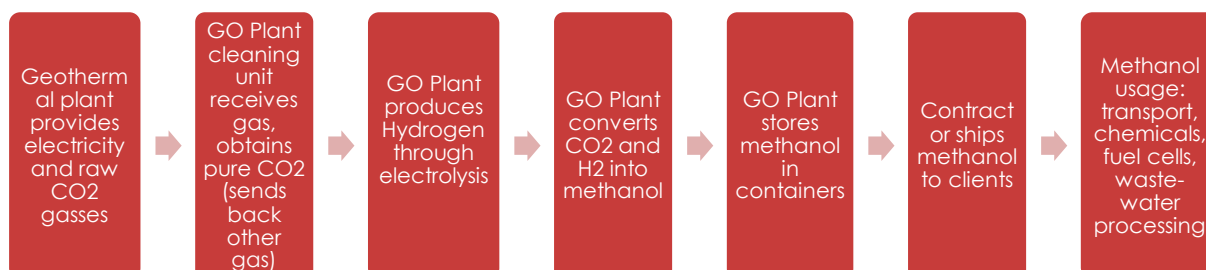 Geotherm
al plant
provides
electricity
and raw
CO2
gasses
GO Plant
cleaning
unit
receives
gas,
obtains
pure CO2
(sends
back
other
gas)
GO Plant
produces
Hydrogen
through
electrolysis
GO Plant
converts
CO2 and
H2 into
methanol
GO Plant
stores
methanol
in
containers
Contract
or ships
methanol
to clients
Methanol
usage:
transport,
chemicals,
fuel cells,
waste-
water
processing